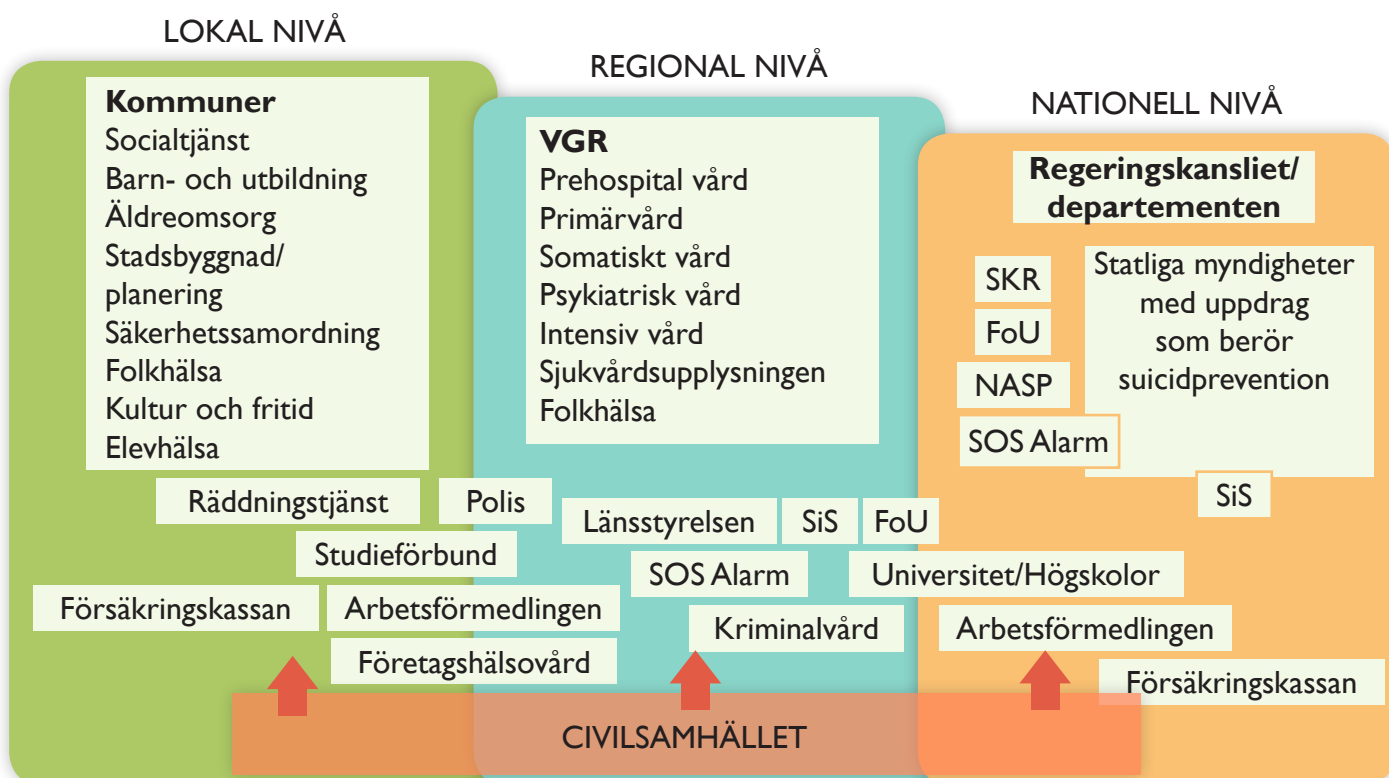 LOKAL NIVÅ
Kommuner
Socialtjänst
Barn- och utbildning
Äldreomsorg
Stadsbyggnad/
planering
Säkerhetssamordning
Folkhälsa
Kultur och fritid
Elevhälsa
REGIONAL NIVÅ
VGR
Prehospital vård
Primärvård
Somatiskt vård
Psykiatrisk vård
Intensiv vård
Sjukvårdsupplysningen
Folkhälsa
NATIONELL NIVÅ
Regeringskansliet/
departementen
SKR
FoU
NASP
SOS Alarm
Statliga myndigheter
med uppdrag
som berör
suicidprevention
SiS
Räddningstjänst
Polis
Länsstyrelsen
SiS
FoU
Studieförbund
SOS Alarm
Universitet/Högskolor
Försäkringskassan
Arbetsförmedlingen
Kriminalvård
Arbetsförmedlingen
Företagshälsovård
Försäkringskassan
CIVILSAMHÄLLET